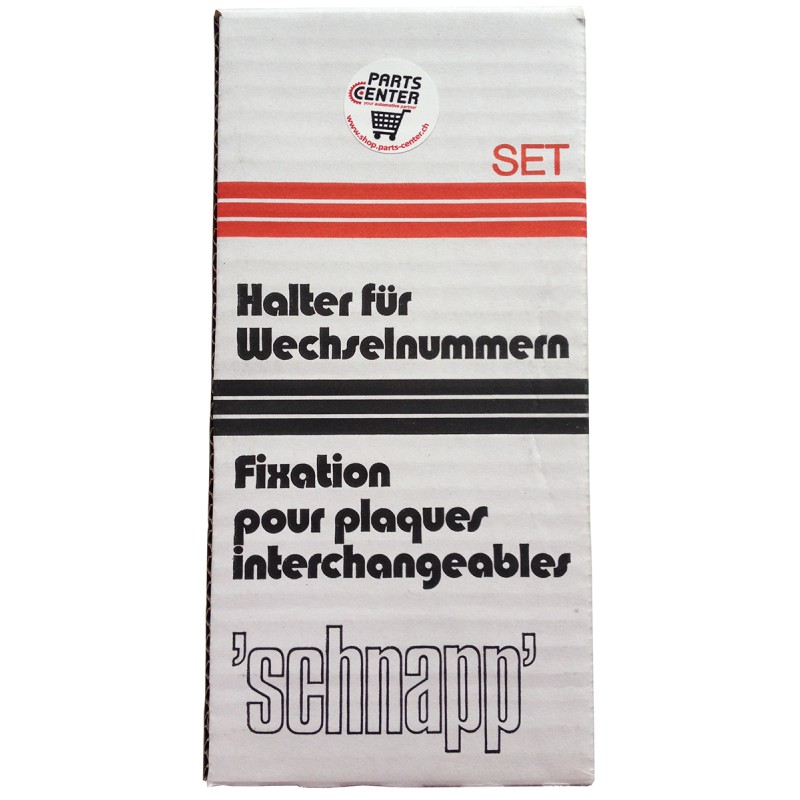 PARTS
CENTER
your automotive partner
www.shop.parts-center.ch
SET
Halter für
Wechselnummern
Fixation
pour plaques
interchangeables
'schnapp'